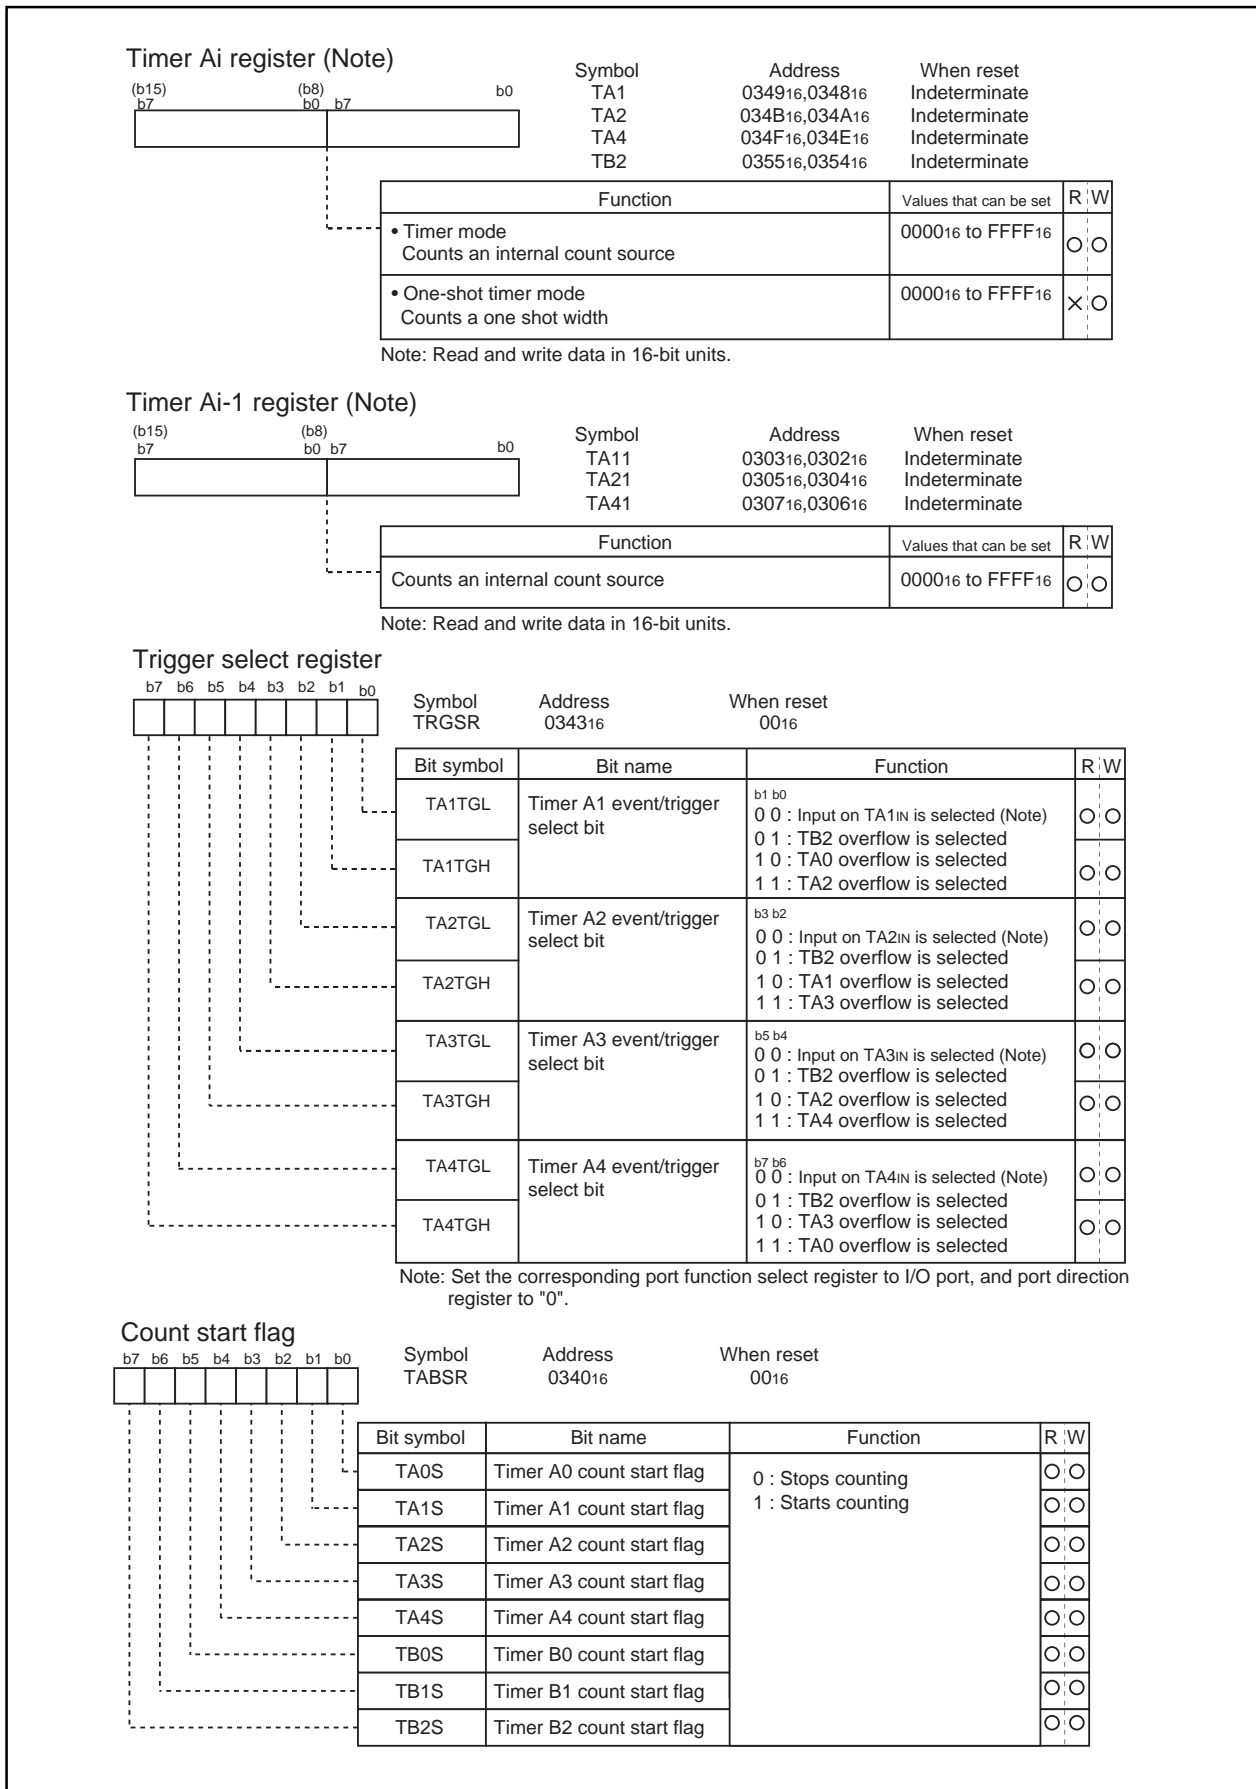 Timer Ai register (Note)
(b15) (b8)
b7 b0 b7 b0
Symbol Address When reset
TA1 034916,034816 Indeterminate
TA2 034B16,034A16 Indeterminate
TA4 034F16,034E16 Indeterminate
TB2 035516,035416 Indeterminate
Function Values that can be set R W
• Timer mode 000016 to FFFF16
Counts an internal count source
• One-shot timer mode 000016 to FFFF16
Counts a one shot width
Note: Read and write data in 16-bit units.
Timer Ai-1 register (Note)
(b15) (b8)
b7 b0 b7 b0
Symbol Address When reset
TA11 030316,030216 Indeterminate
TA21 030516,030416 Indeterminate
TA41 030716,030616 Indeterminate
Function Values that can be set R W
Counts an internal count source 000016 to FFFF16
Note: Read and write data in 16-bit units.
Trigger select register
b7 b6 b5 b4 b3 b2 b1 b0
Symbol Address When reset
TRGSR 034316 0016
Bit symbol Bit name Function R W
TA1TGL Timer A1 event/trigger
select bit
b1 b0
0 0 : Input on TA1IN is selected (Note)
0 1 : TB2 overflow is selected
TA1TGH 1 0 : TA0 overflow is selected
1 1 : TA2 overflow is selected
TA2TGL Timer A2 event/trigger
select bit
b3 b2
0 0 : Input on TA2IN is selected (Note)
0 1 : TB2 overflow is selected
TA2TGH 1 0 : TA1 overflow is selected
1 1 : TA3 overflow is selected
TA3TGL Timer A3 event/trigger
select bit
b5 b4
0 0 : Input on TA3IN is selected (Note)
0 1 : TB2 overflow is selected
TA3TGH 1 0 : TA2 overflow is selected
1 1 : TA4 overflow is selected
TA4TGL Timer A4 event/trigger
select bit
b7 b6
0 0 : Input on TA4IN is selected (Note)
0 1 : TB2 overflow is selected
TA4TGH 1 0 : TA3 overflow is selected
1 1 : TA0 overflow is selected
Note: Set the corresponding port function select register to I/O port, and port direction
register to "0".
Count start flag
b7 b6 b5 b4 b3 b2 b1 b0
Symbol Address When reset
TABSR 034016 0016
Bit symbol Bit name Function R W
TA0S Timer A0 count start flag 0 : Stops counting
TA1S Timer A1 count start flag 1 : Starts counting
TA2S Timer A2 count start flag
TA3S Timer A3 count start flag
TA4S Timer A4 count start flag
TB0S Timer B0 count start flag
TB1S Timer B1 count start flag
TB2S Timer B2 count start flag